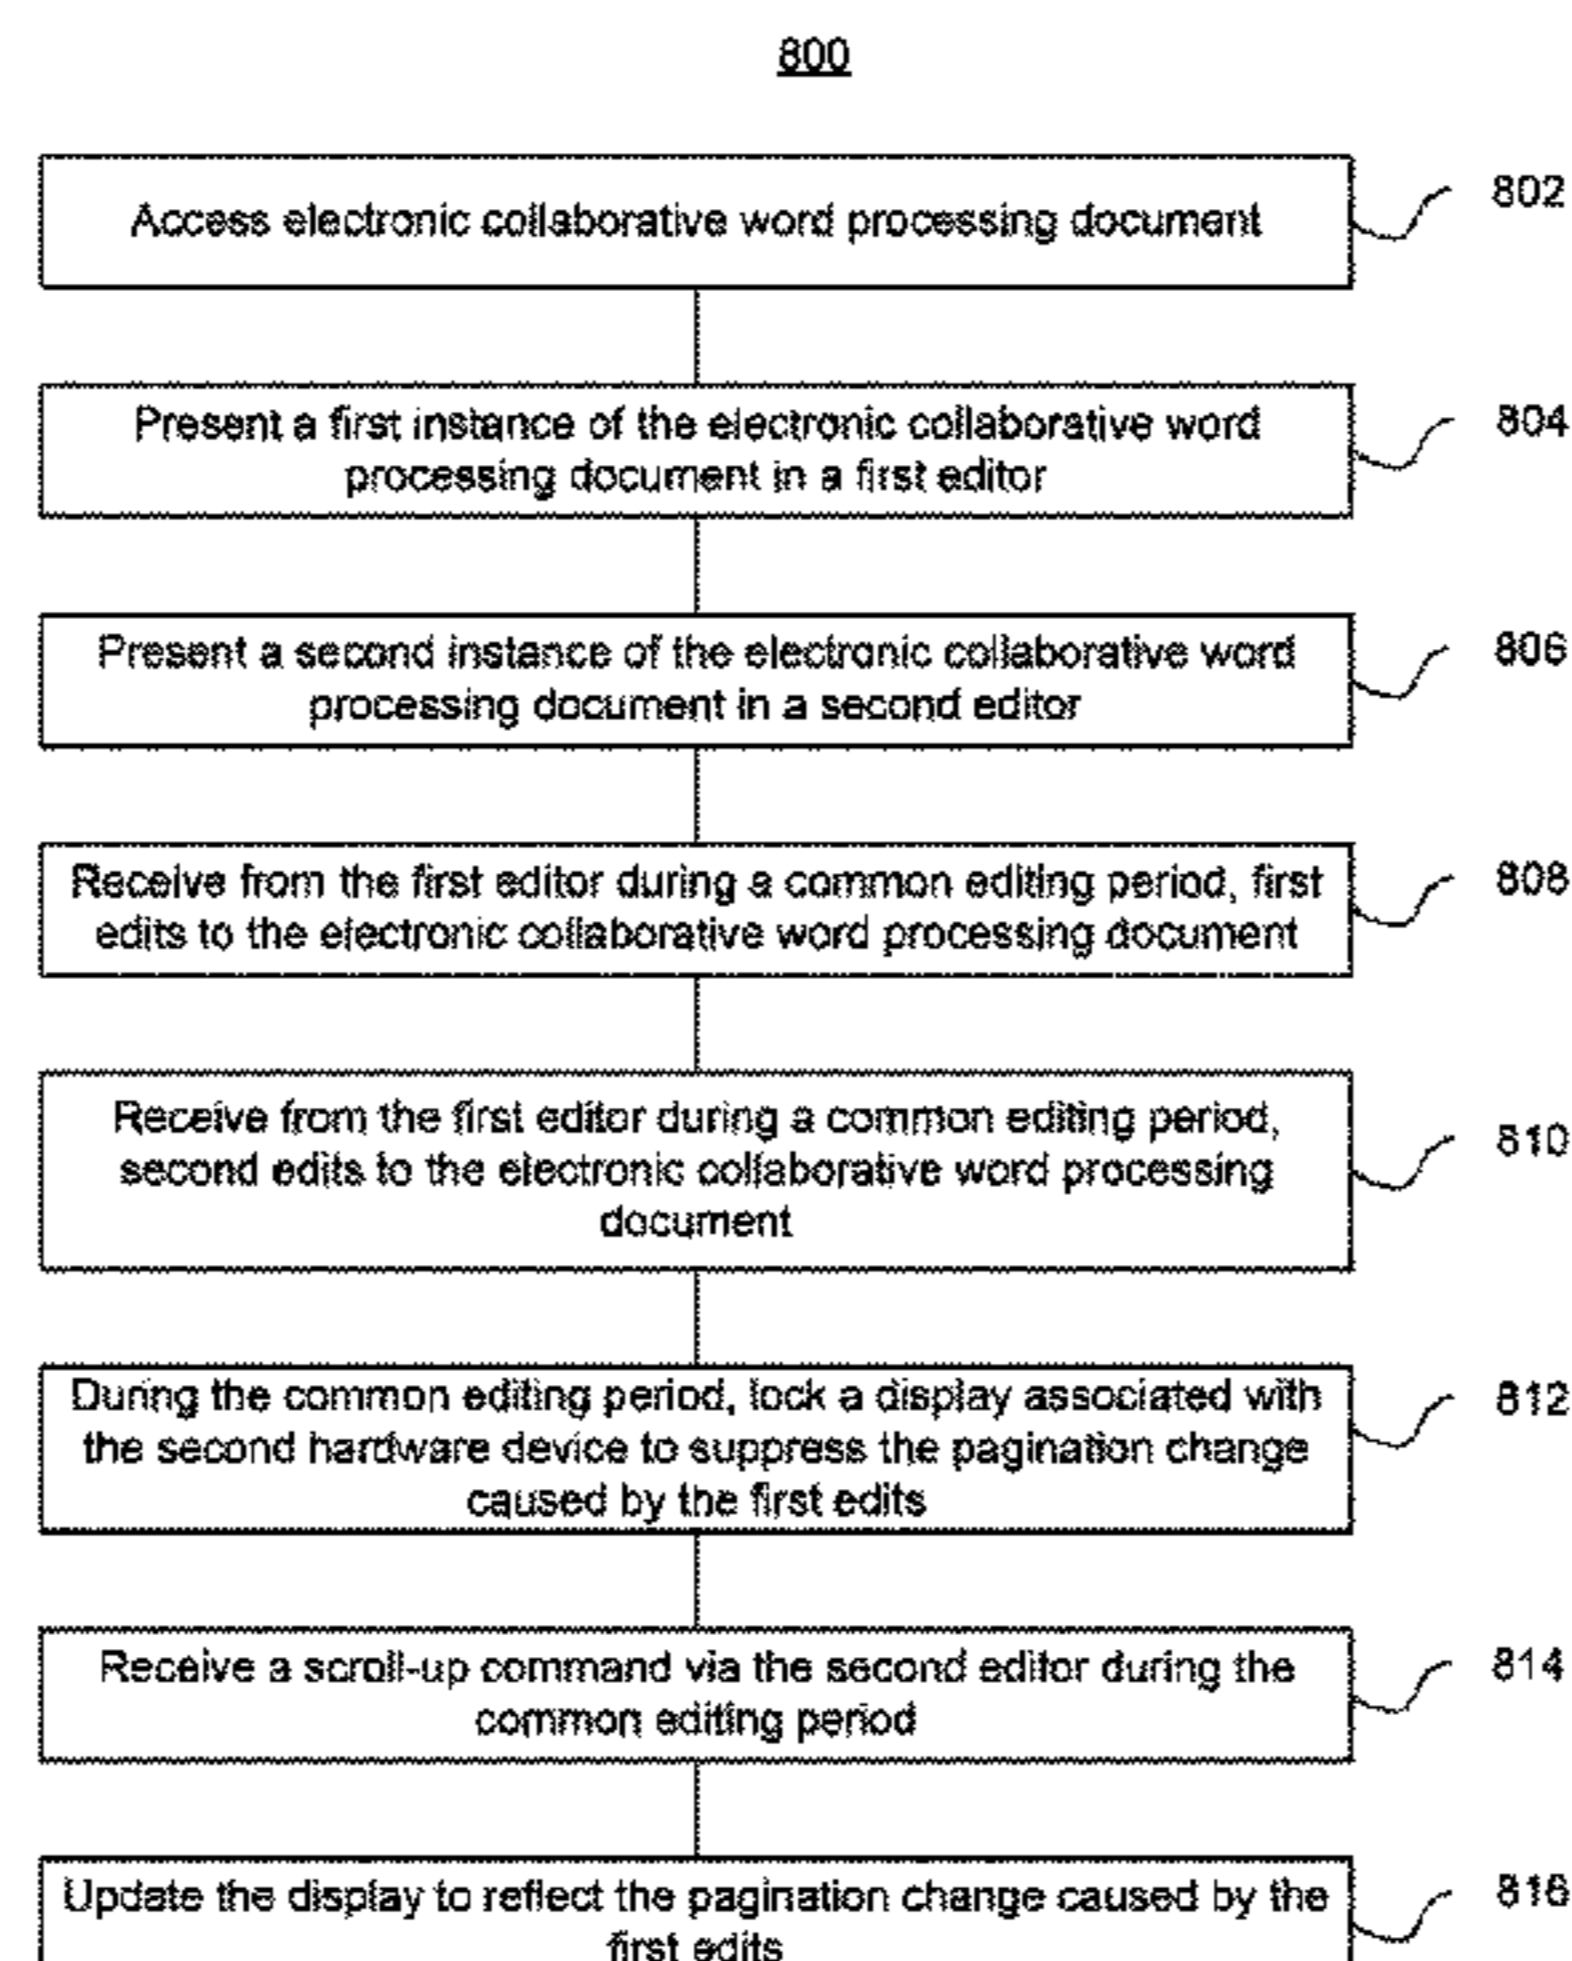 800
Access electronic collaborative word processing document
802
Present a first instance of the electronic collaborative word
processing document in a first editor
804
Present a second instance of the electronic collaborative word
processing document in a second editor
806
Receive from the first editor during a common editing period, first
edits to the electronic collaborative word processing document
808
Receive from the first editor during a common editing period,
second edits to the electronic collaborative word processing
document
810
During the common editing period, lock a display associated with
the second hardware device to suppress the pagination change
caused by the first edits
812
Receive a scroll-up command via the second editor during the
common editing period
814
Update the display to reflect the pagination change caused by the
first edits
816